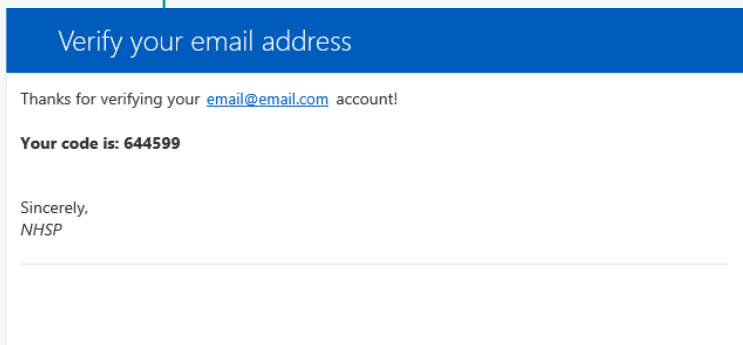 Verify your email address
Thanks for verifying your email@email.com account!
Your code is: 644599
Sincerely,
NHSP